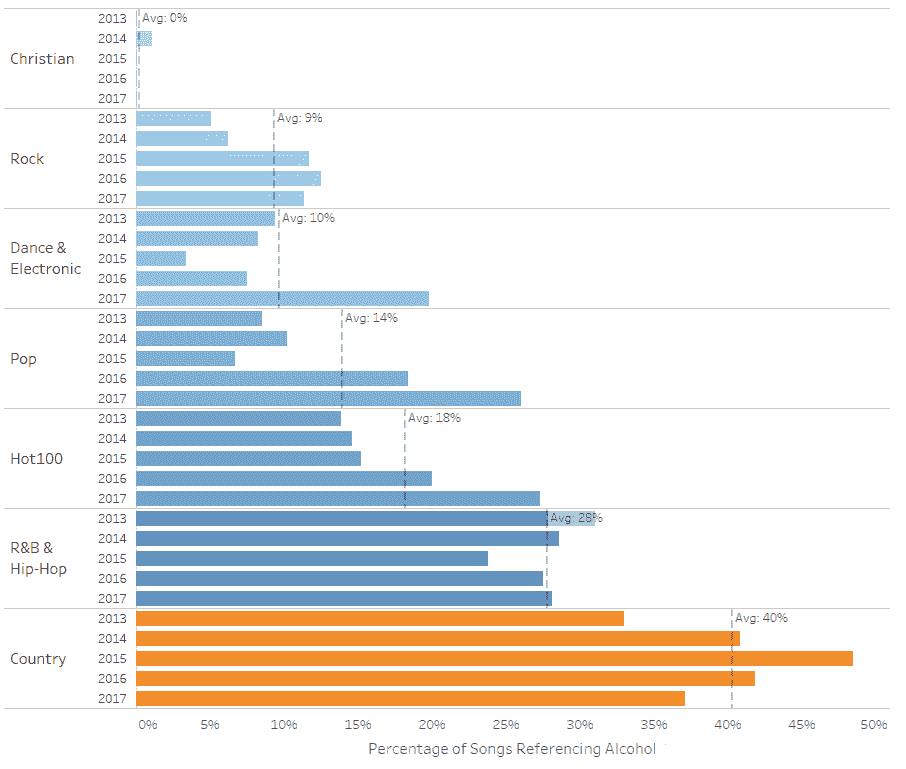 2013 Avg: 0%
2014
Christian 2015
2016
2017
2013 Avg: 9%
2014
Rock 2015
2016
2017
2013 Avg: 10%
2014
Dance &
Electronic 2015
2016
2017
2013 Avg: 14%
2014
Pop 2015
2016
2017
2013 Avg: 18%
2014
Hot100 2015
2016
2017
2013 Avg: 28%
2014
R&B &
Hip-Hop 2015
2016
2017
2013 Avg: 40%
2014
Country 2015
2016
2017
0% 5% 10% 15% 20% 25% 30% 35% 40% 45% 50%
Percentage of Songs Referencing Alcohol